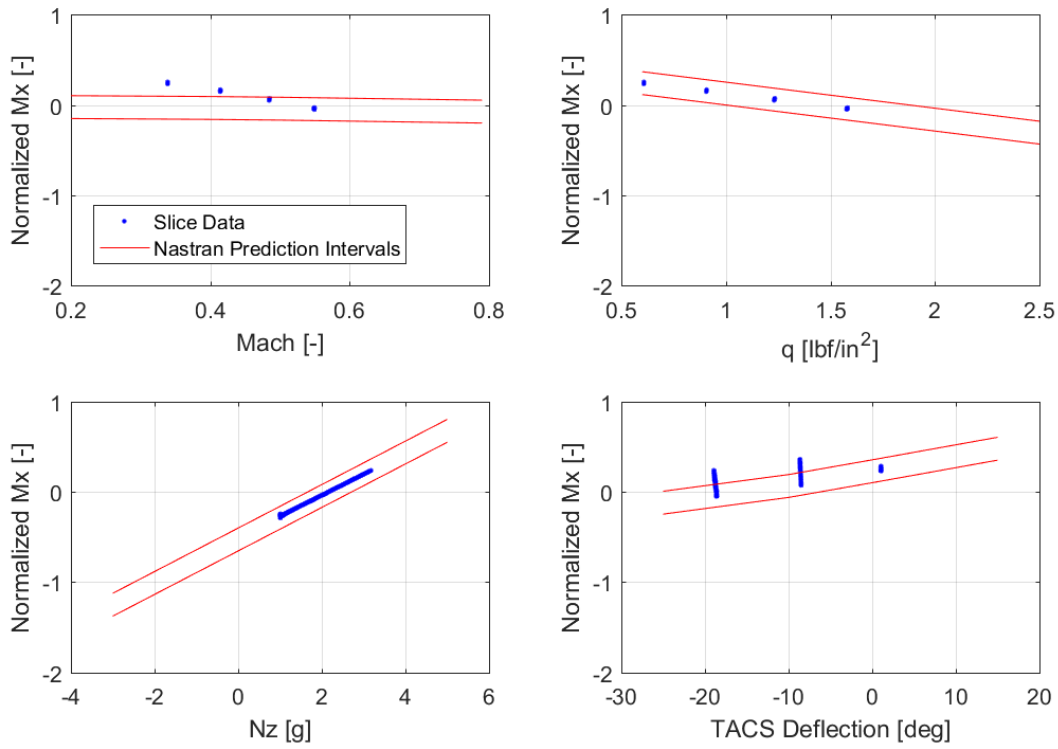 1
0
-1
-2
Normalized Mx [-]
Slice Data
Nastran Prediction Intervals
0.2 0.4 0.6 0.8
Mach [-]
1
0
-1
-2
Normalized Mx [-]
0.5 1 1.5 2 2.5
q [lbf/in²]
1
0
-1
-2
Normalized Mx [-]
-4 -2 0 2 4 6
Nz [g]
1
0
-1
-2
Normalized Mx [-]
-30 -20 -10 0 10 20
TACS Deflection [deg]